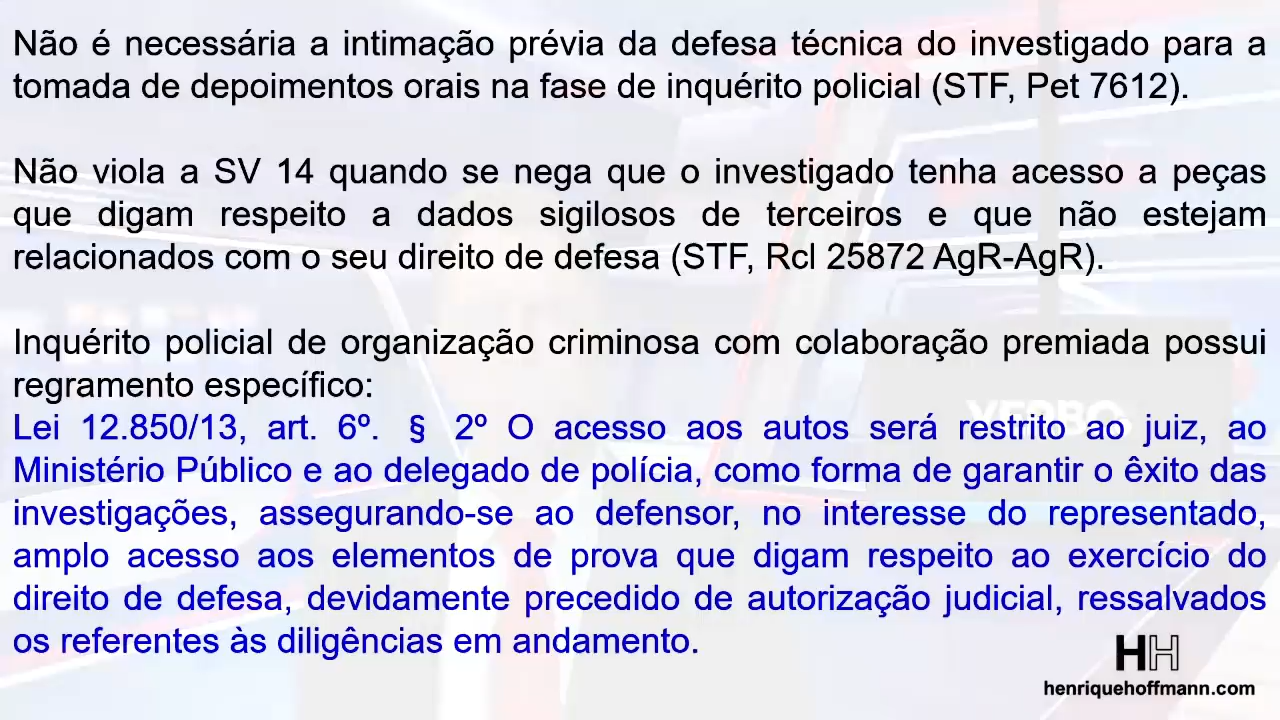 Não é necessária a intimação prévia da defesa técnica do investigado para a
tomada de depoimentos orais na fase de inquérito policial (STF, Pet 7612).
Não viola a SV 14 quando se nega que o investigado tenha acesso a peças
que digam respeito a dados sigilosos de terceiros e que não estejam
relacionados com o seu direito de defesa (STF, Rcl 25872 AgR-AgR).
Inquérito policial de organização criminosa com colaboração premiada possui
regramento específico:
Lei 12.850/13, art. 6º. § 2º O acesso aos autos será restrito ao juiz, ao
Ministério Público e ao delegado de polícia, como forma de garantir o êxito das
investigações, assegurando-se ao defensor, no interesse do representado,
amplo acesso aos elementos de prova que digam respeito ao exercício do
direito de defesa, devidamente precedido de autorização judicial, ressalvados
os referentes às diligências em andamento.
HH
henriquehoffmann.com